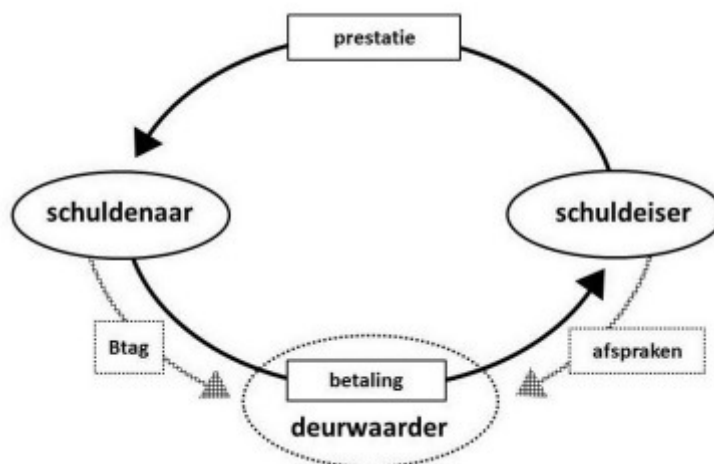 prestatie
schuldenaar
schuldeiser
Btag
afspraken
betaling
deurwaarder